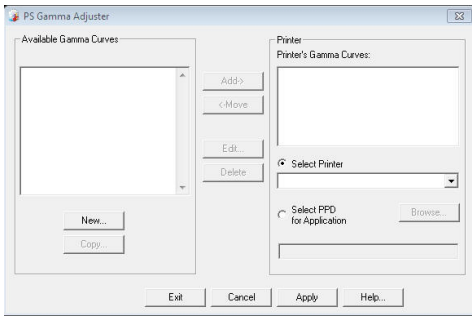 PS Gamma Adjuster
Available Gamma Curves
Printer
Printer's Gamma Curves:
Add->
<-Move
Edit...
Delete
Select Printer
Select PPD
for Application
Browse...
New...
Copy...
Exit
Cancel
Apply
Help...